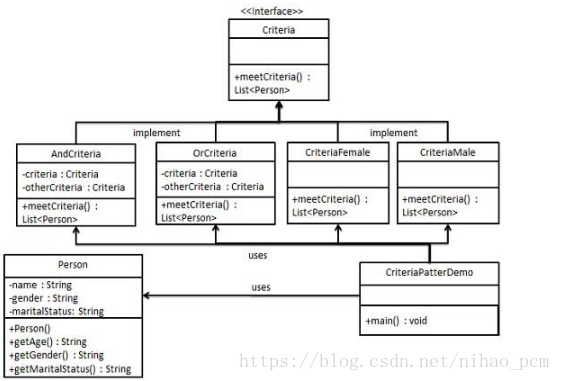 <<Interface>>
Criteria
+meetCriteria() :
List<Person>
implement
implement
AndCriteria
-criteria : Criteria
-otherCriteria : Criteria
+meetCriteria() :
List<Person>
OrCriteria
-criteria : Criteria
-otherCriteria : Criteria
+meetCriteria() :
List<Person>
CriteriaFemale
+meetCriteria() :
List<Person>
CriteriaMale
+meetCriteria() :
List<Person>
uses
Person
-name : String
-gender : String
-maritalStatus: String
+Person()
+getAge() : String
+getGender() : String
+getMaritalStatus() : String
uses
CriteriaPatterDemo
+main() : void
https://blog.csdn.net/nihao_pcm